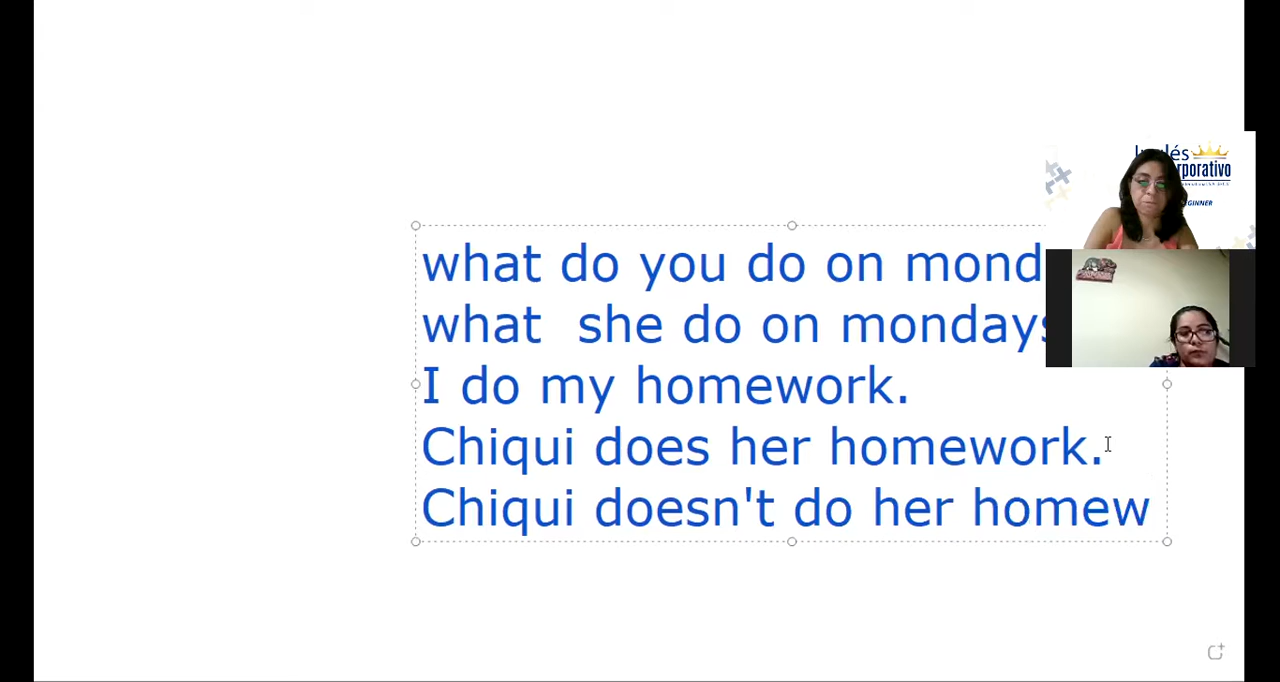 what do you do on mond
what she do on mondays
I do my homework.
Chiqui does her homework.
Chiqui doesn't do her homew
GINNER